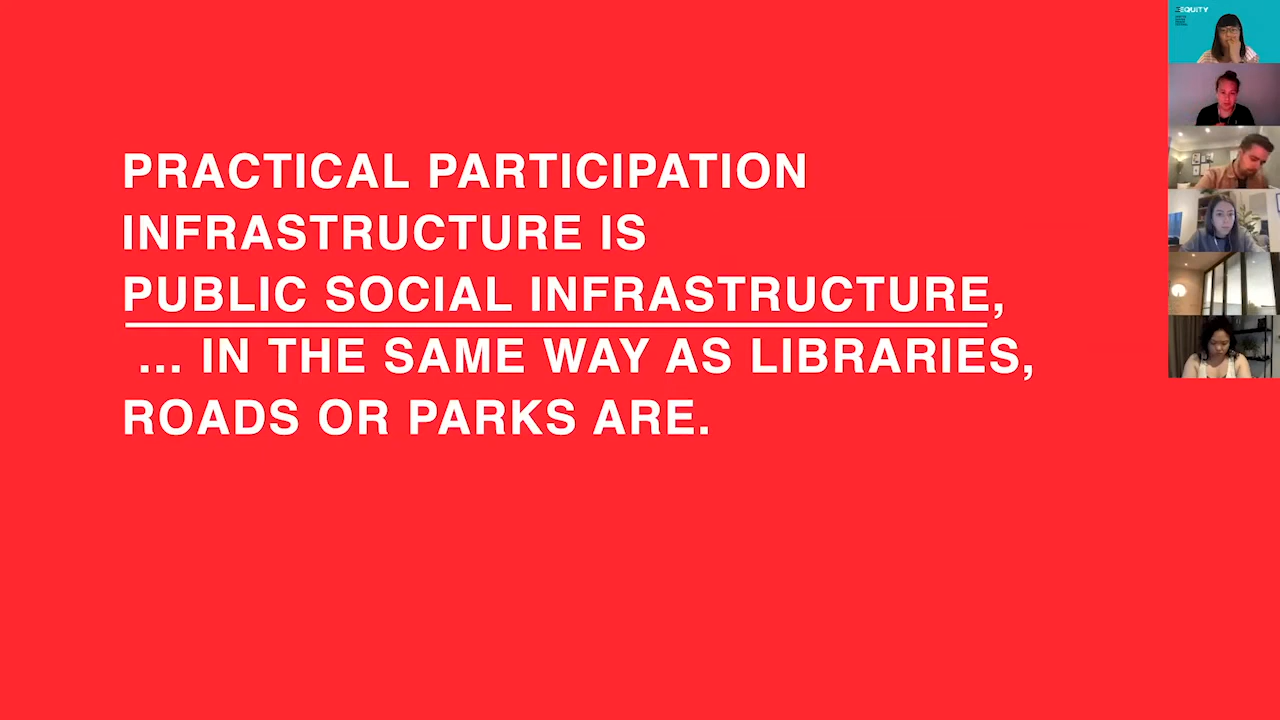 PRACTICAL PARTICIPATION
INFRASTRUCTURE IS
PUBLIC SOCIAL INFRASTRUCTURE,
... IN THE SAME WAY AS LIBRARIES,
ROADS OR PARKS ARE.
EQUITY